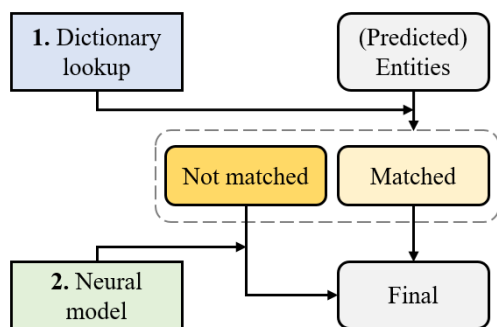 1. Dictionary
lookup
(Predicted)
Entities
Not matched
Matched
2. Neural
model
Final